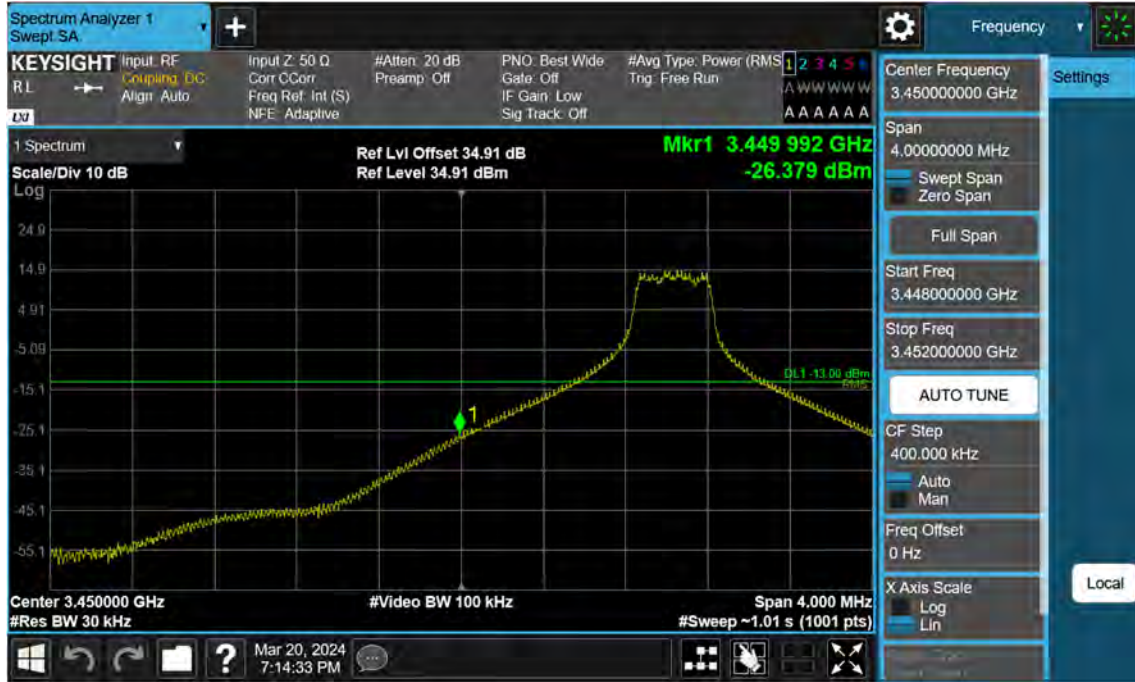 Spectrum Analyzer 1
Swept SA
Frequency
KEYSIGHT
RL
LXI
Input: RF
Coupling: DC
Align: Auto
Input Z: 50 Ω
Corr CCorr
Freq Ref: Int (S)
NFE: Adaptive
#Atten: 20 dB
Preamp: Off
PNO: Best Wide
Gate: Off
IF Gain: Low
Sig Track: Off
#Avg Type: Power (RMS
Trig: Free Run
1 2 3 4 5 6
A W W W W W
A A A A A A
1 Spectrum
Scale/Div 10 dB
Log
Ref Lvl Offset 34.91 dB
Ref Level 34.91 dBm
Mkr1 3.449 992 GHz
-26.379 dBm
24.9
14.9
4.91
-5.09
-15.1
-25.1
-35.1
-45.1
-55.1
DL1 -13.00 dBm
RMS
1
Center 3.450000 GHz
#Res BW 30 kHz
#Video BW 100 kHz
Span 4.000 MHz
#Sweep ~1.01 s (1001 pts)
Center Frequency
3.450000000 GHz
Span
4.00000000 MHz
Swept Span
Zero Span
Full Span
Start Freq
3.448000000 GHz
Stop Freq
3.452000000 GHz
AUTO TUNE
CF Step
400.000 kHz
Auto
Man
Freq Offset
0 Hz
X Axis Scale
Log
Lin
Settings
Local
Mar 20, 2024
7:14:33 PM